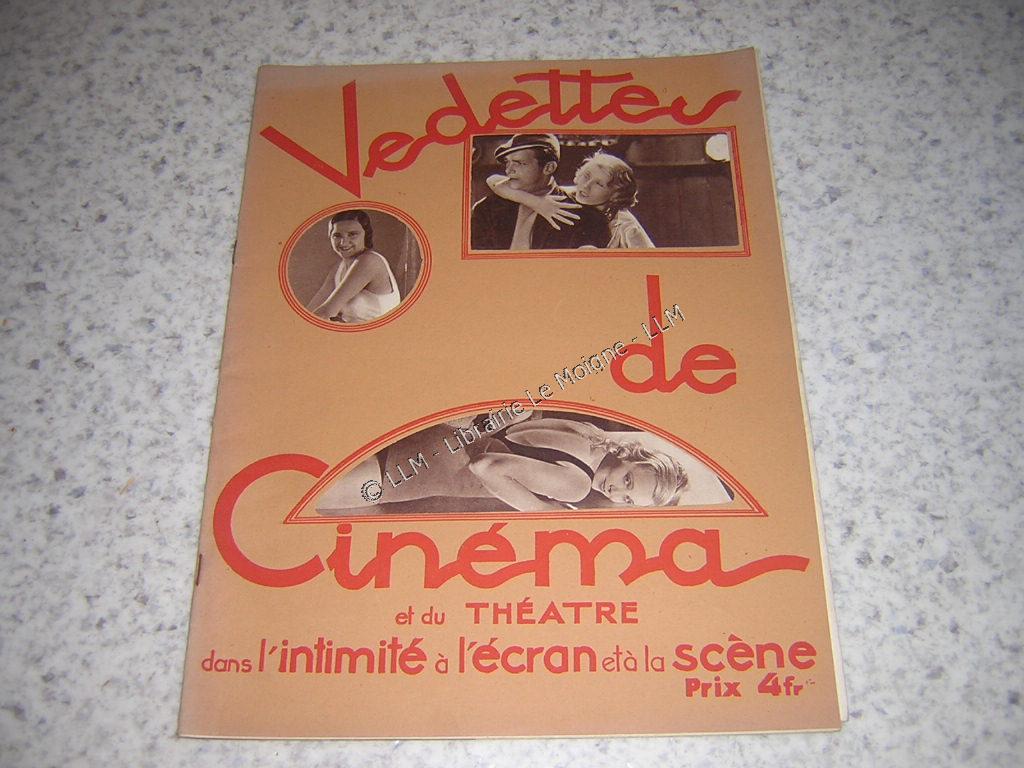 Vedettes
de
Cinéma
et du THÉATRE
dans l'intimité à l'écran et à la scène
Prix 4fr
© LLM - Librairie Le Moigne - LLM